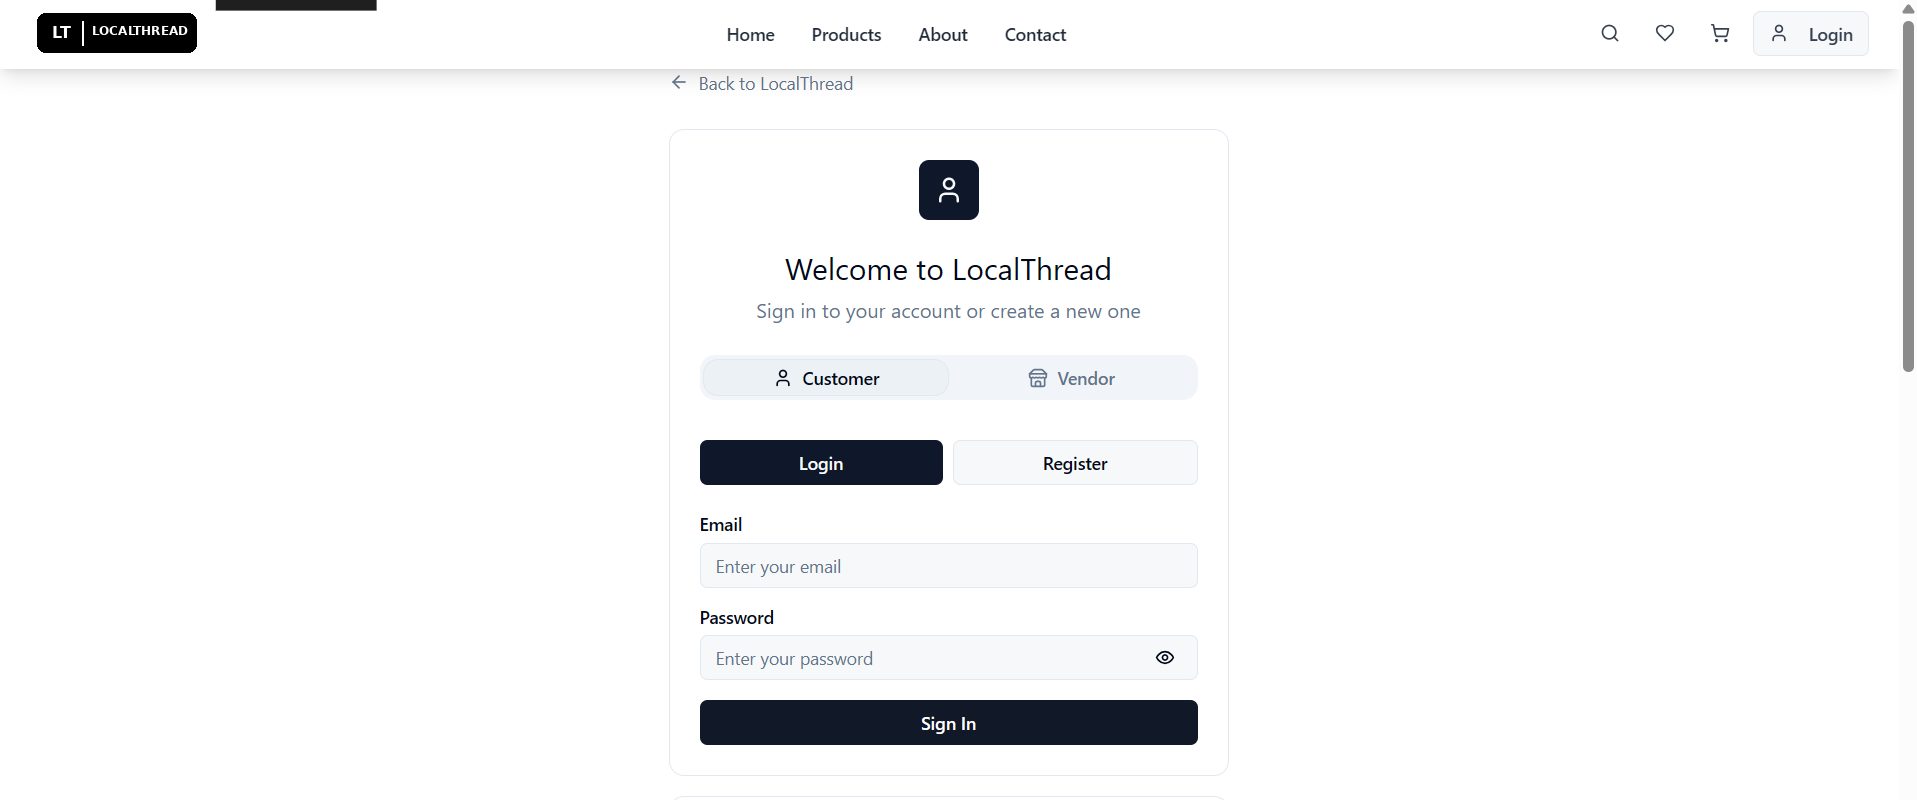 LT LOCALTHREAD
Home Products About Contact
Login
Back to LocalThread
Welcome to LocalThread
Sign in to your account or create a new one
Customer Vendor
Login Register
Email
Enter your email
Password
Enter your password
Sign In